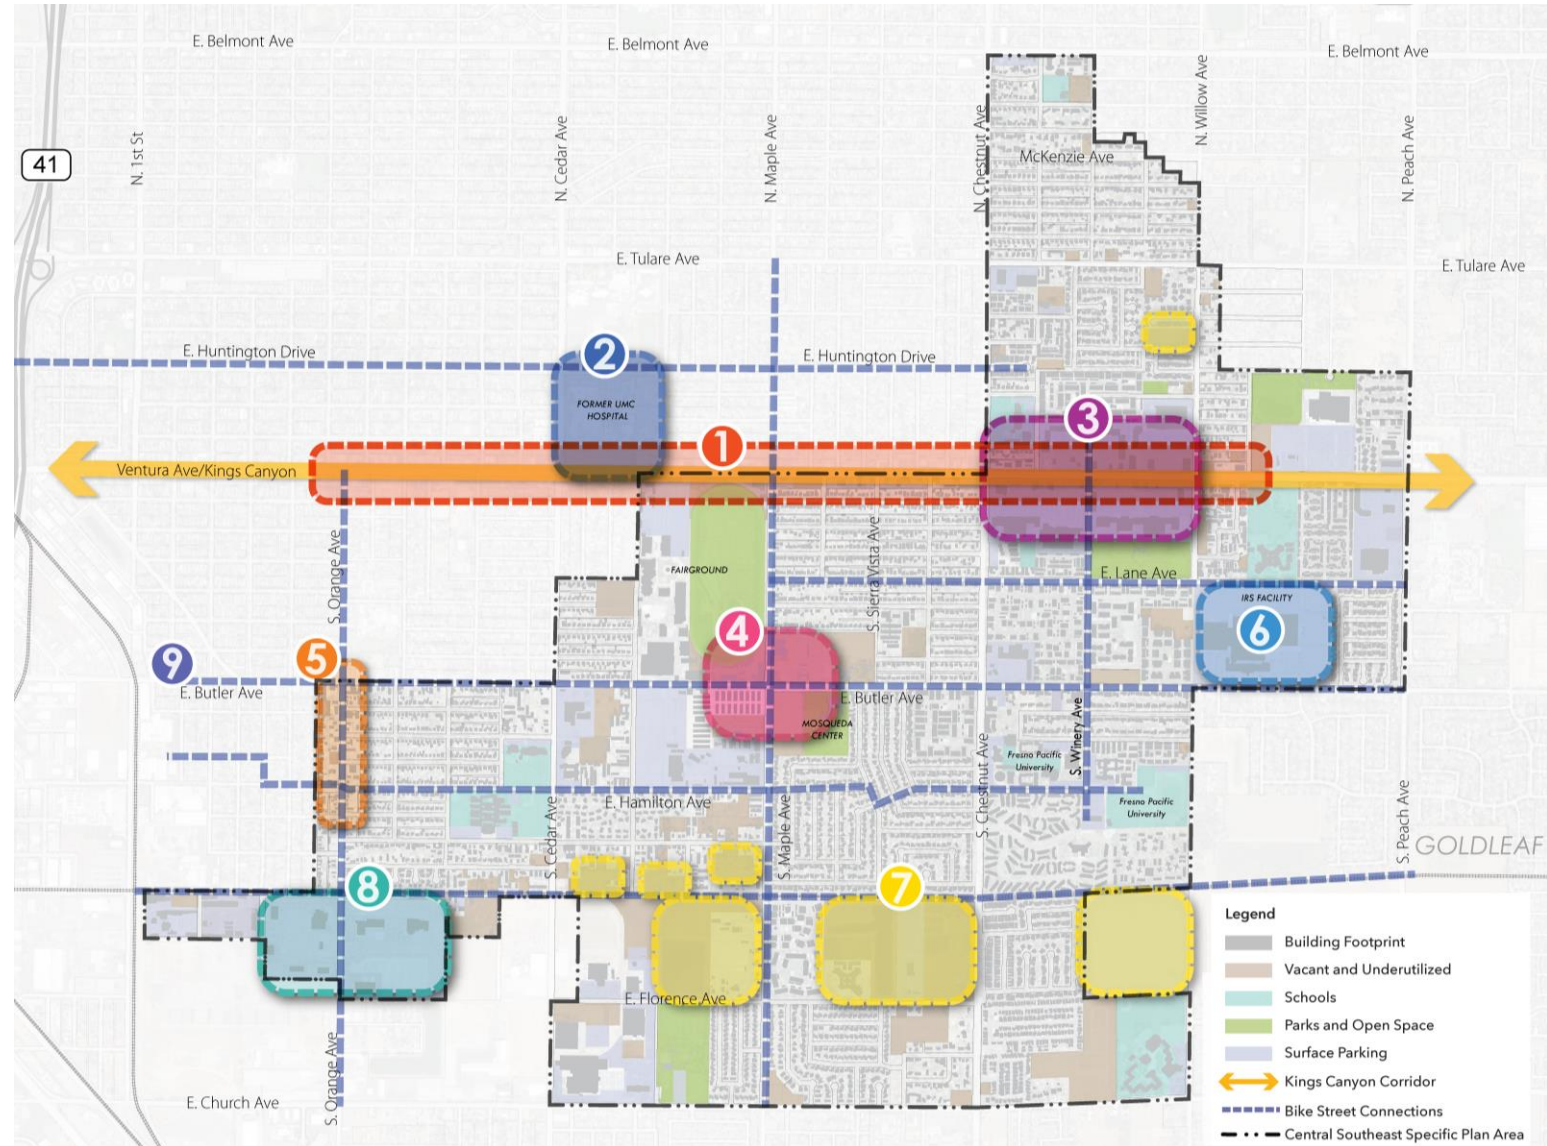 E. Belmont Ave
E. Belmont Ave
E. Belmont Ave
41
N. 1st St
N. Cedar Ave
N. Maple Ave
N. Chestnut Ave
N. Willow Ave
N. Peach Ave
McKenzie Ave
E. Tulare Ave
E. Tulare Ave
E. Huntington Drive
2
E. Huntington Drive
FORMER UMC
HOSPITAL
3
1
Ventura Ave/Kings Canyon
S. Orange Ave
FAIRGROUND
S. Sierra Vista Ave
E. Lane Ave
IRS FACILITY
4
6
9
5
E. Butler Ave
E. Butler Ave
MOSQUEDA
CENTER
S. Winery Ave
Fresno Pacific
University
S. Chestnut Ave
Fresno Pacific
University
E. Hamilton Ave
S. Cedar Ave
S. Maple Ave
S. Peach Ave
GOLDLEAF
8
7
E. Florence Ave
S. Orange Ave
E. Church Ave
Legend
Building Footprint
Vacant and Underutilized
Schools
Parks and Open Space
Surface Parking
Kings Canyon Corridor
Bike Street Connections
Central Southeast Specific Plan Area